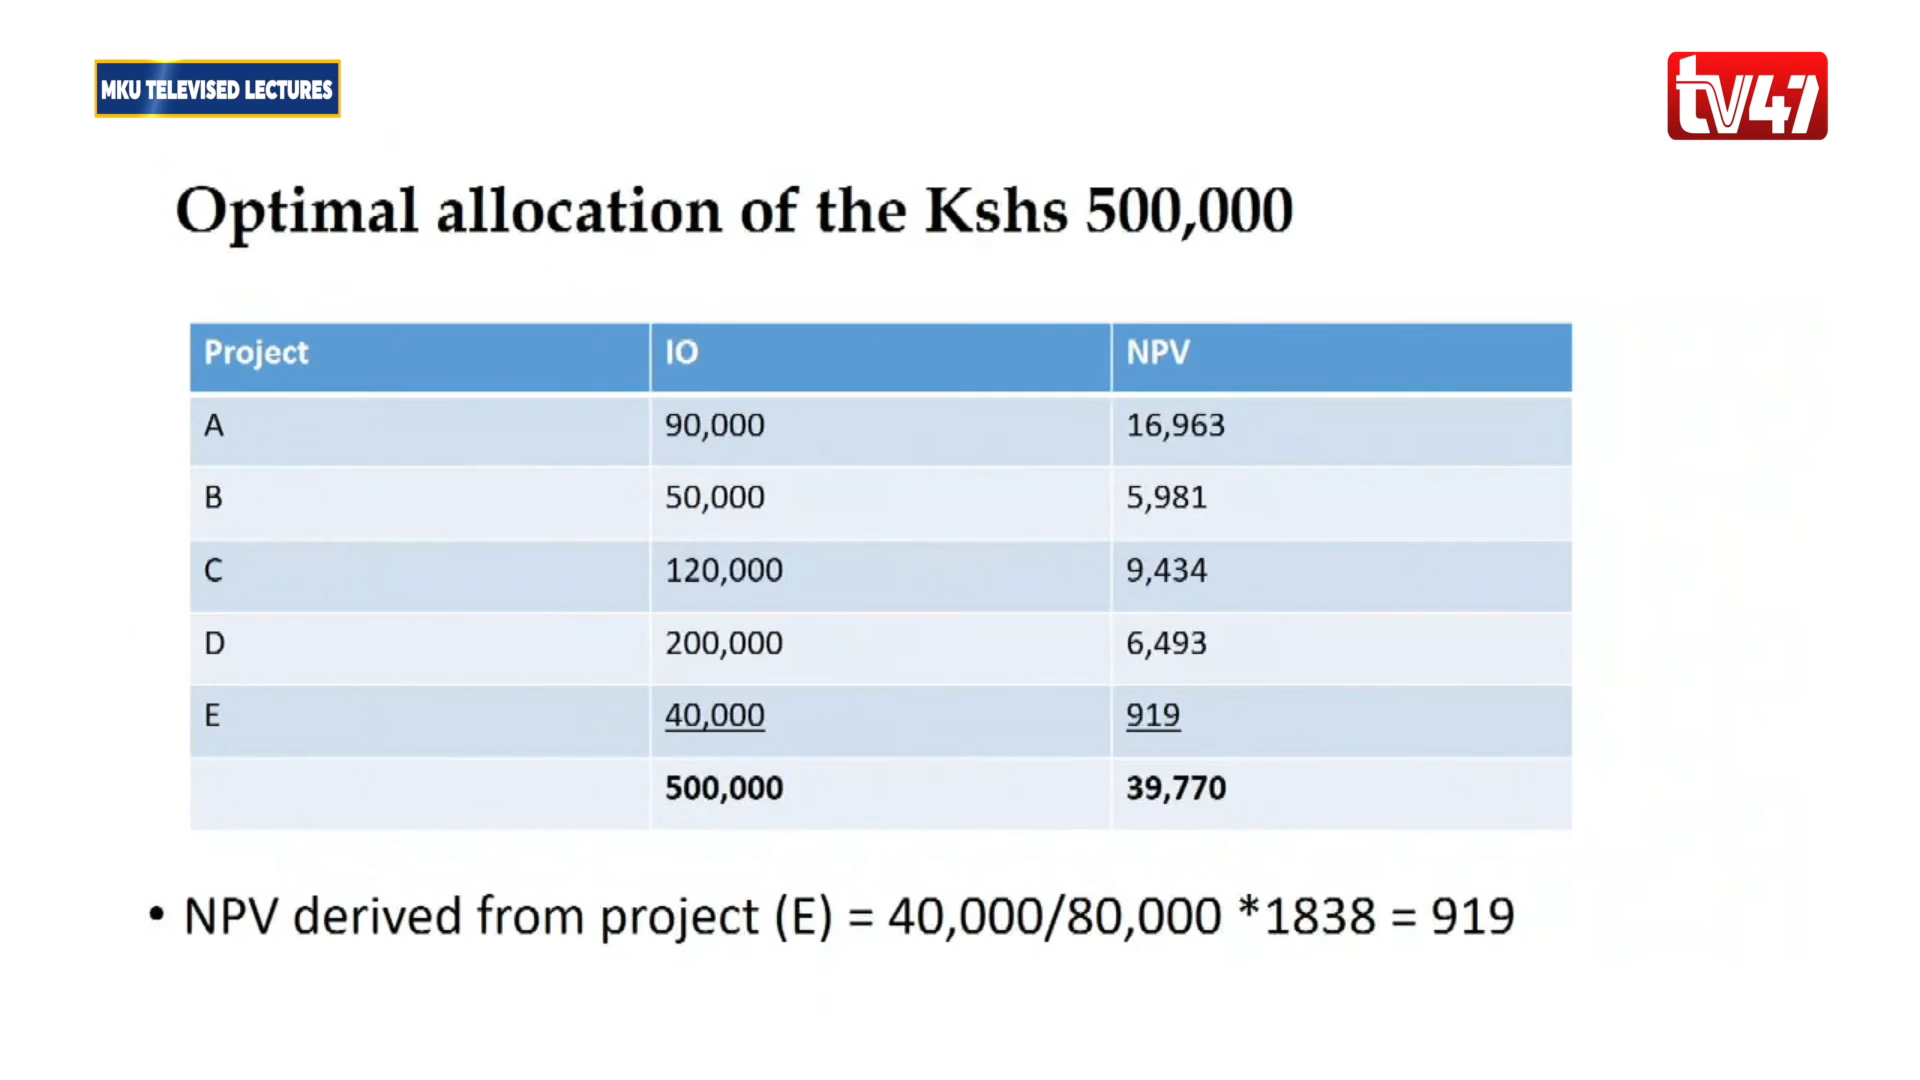 MKU TELEVISED LECTURES
tv47
Optimal allocation of the Kshs 500,000
Project IO NPV
A 90,000 16,963
B 50,000 5,981
C 120,000 9,434
D 200,000 6,493
E 40,000 919
500,000 39,770
• NPV derived from project (E) = 40,000/80,000 *1838 = 919